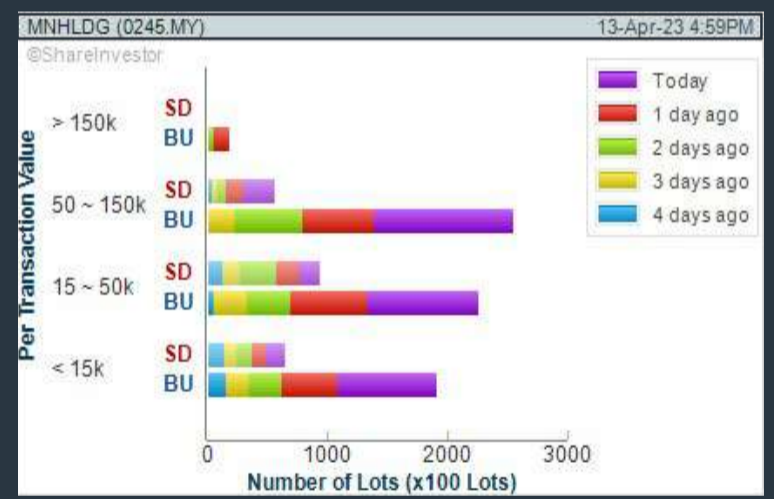 MNHLDG (0245.MY) 13-Apr-23 4:59PM
©ShareInvestor
Today
1 day ago
2 days ago
3 days ago
4 days ago
Per Transaction Value
> 150k
SD
BU
50 ~ 150k
SD
BU
15 ~ 50k
SD
BU
< 15k
SD
BU
0 1000 2000 3000
Number of Lots (x100 Lots)